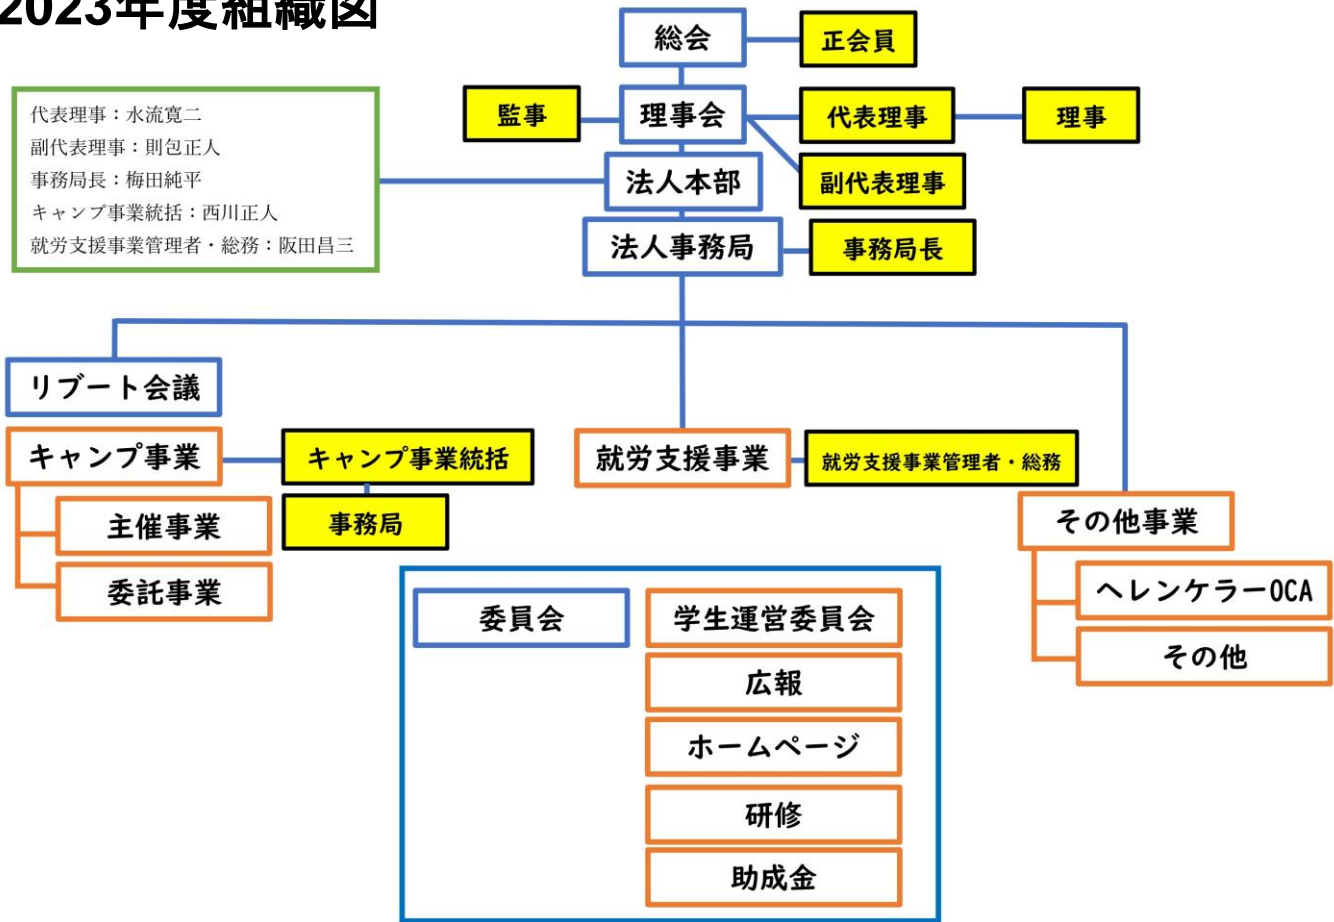 2023年度組織図
総会
正会員
監事
理事会
代表理事
理事
副代表理事
法人本部
法人事務局
事務局長
代表理事：水流寛二
副代表理事：則包正人
事務局長：梅田純平
キャンプ事業統括：西川正人
就労支援事業管理者・総務：阪田昌三
リブート会議
キャンプ事業
キャンプ事業統括
事務局
主催事業
委託事業
就労支援事業
就労支援事業管理者・総務
その他事業
ヘレンケラーOCA
その他
委員会
学生運営委員会
広報
ホームページ
研修
助成金